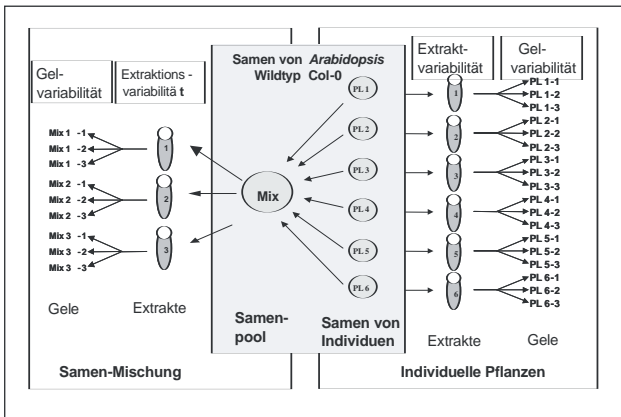 Samen von Arabidopsis
Wildtyp Col-0
Gel-
variabilität
Extraktions -
variabilitä t
Mix 1 -1
Mix 1 -2
Mix 1 -3
Mix 2 -1
Mix 2 -2
Mix 2 -3
Mix 3 -1
Mix 3 -2
Mix 3 -3
1
2
3
Gele
Extrakte
Samen-Mischung
Mix
Samen-
pool
PL 1
PL 2
PL 3
PL 4
PL 5
PL 6
Samen von
Individuen
Extrakt-
variabilität
1
2
3
4
5
6
Extrakte
Gel-
variabilität
PL 1-1
PL 1-2
PL 1-3
PL 2-1
PL 2-2
PL 2-3
PL 3-1
PL 3-2
PL 3-3
PL 4-1
PL 4-2
PL 4-3
PL 5-1
PL 5-2
PL 5-3
PL 6-1
PL 6-2
PL 6-3
Gele
Individuelle Pflanzen